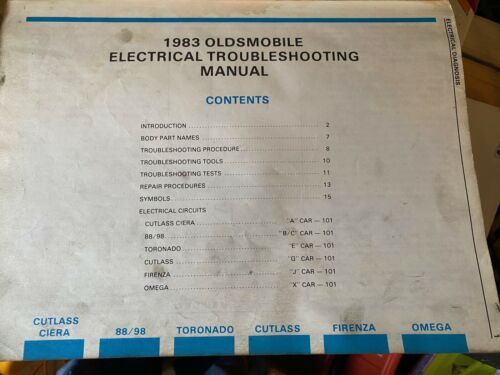 1983 OLDSMOBILE
ELECTRICAL TROUBLESHOOTING
MANUAL
CONTENTS
INTRODUCTION 2
BODY PART NAMES 7
TROUBLESHOOTING PROCEDURE 8
TROUBLESHOOTING TOOLS 10
TROUBLESHOOTING TESTS 11
REPAIR PROCEDURES 13
SYMBOLS 15
ELECTRICAL CIRCUITS
CUTLASS CIERA "A" CAR — 101
88/98 "B/C" CAR — 101
TORONADO "E" CAR — 101
CUTLASS "G" CAR — 101
FIRENZA "J" CAR — 101
OMEGA "X" CAR — 101
CUTLASS
CIERA
88/98
TORONADO
CUTLASS
FIRENZA
OMEGA
ELECTRICAL DIAGNOSIS